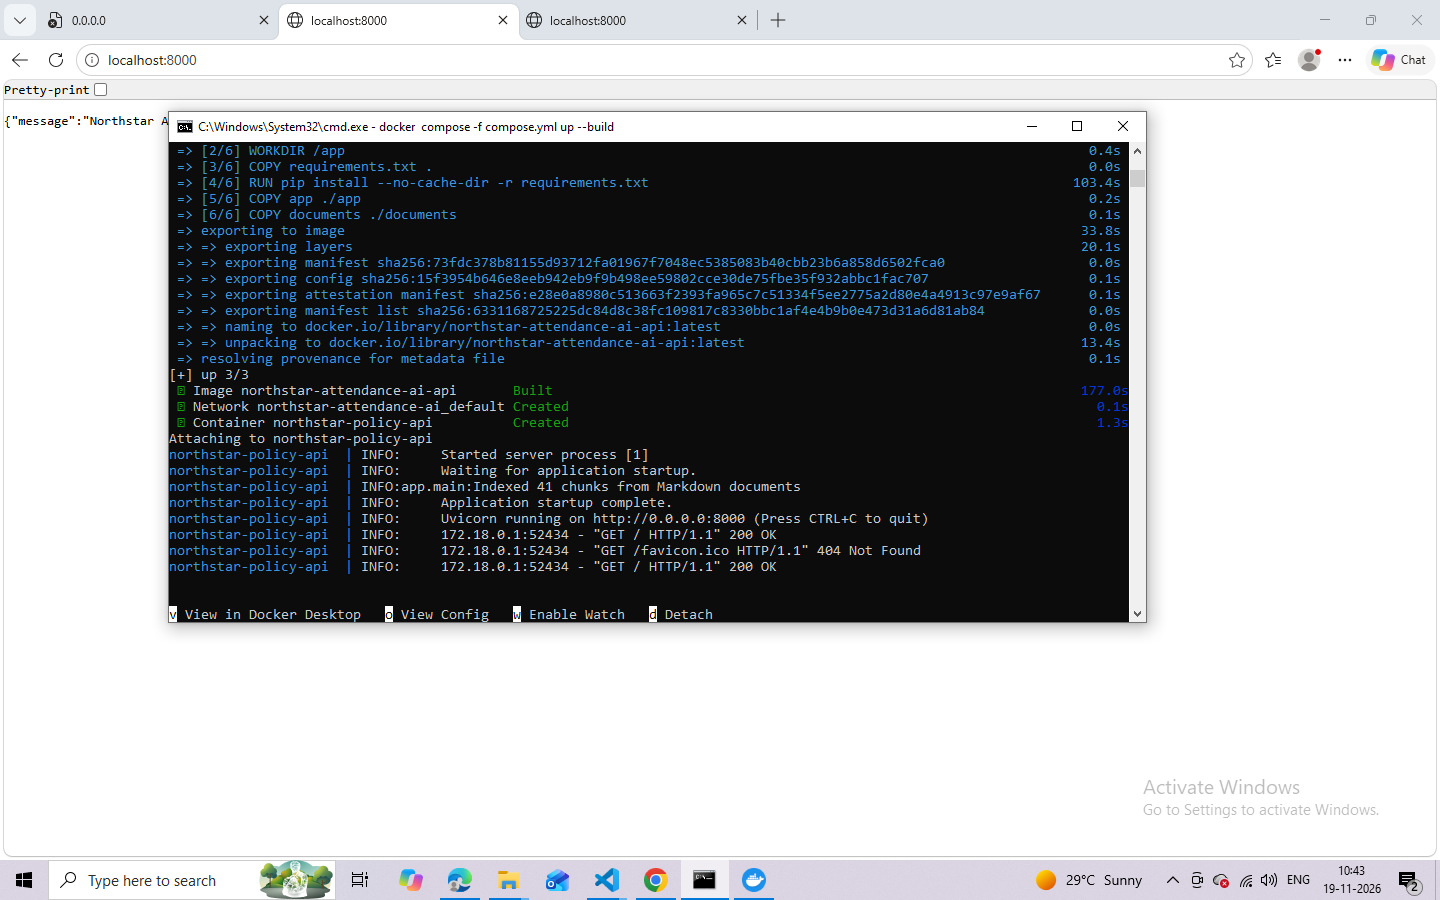 0.0.0.0
localhost:8000
localhost:8000
localhost:8000
Chat
Pretty-print
{"message":"Northstar A
C:\Windows\System32\cmd.exe - docker  compose -f compose.yml up --build
=> [2/6] WORKDIR /app 0.4s
=> [3/6] COPY requirements.txt . 0.0s
=> [4/6] RUN pip install --no-cache-dir -r requirements.txt 103.4s
=> [5/6] COPY app ./app 0.2s
=> [6/6] COPY documents ./documents 0.1s
=> exporting to image 33.8s
=> => exporting layers 20.1s
=> => exporting manifest sha256:73fdc378b81155d93712fa01967f7048ec5385083b40cbb23b6a858d6502fca0 0.0s
=> => exporting config sha256:15f3954b646e8eeb942eb9f9b498ee59802cce30de75fbe35f932abbc1fac707 0.1s
=> => exporting attestation manifest sha256:e28e0a8980c513663f2393fa965c7c51334f5ee2775a2d80e4a4913c97e9af67 0.1s
=> => exporting manifest list sha256:6331168725225dc84d8c38fc109817c8330bbc1af4e4b9b0e473d31a6d81ab84 0.0s
=> => naming to docker.io/library/northstar-attendance-ai-api:latest 0.0s
=> => unpacking to docker.io/library/northstar-attendance-ai-api:latest 13.4s
=> resolving provenance for metadata file 0.1s
[+] up 3/3
Image northstar-attendance-ai-api Built 177.0s
Network northstar-attendance-ai_default Created 0.1s
Container northstar-policy-api Created 1.3s
Attaching to northstar-policy-api
northstar-policy-api  | INFO:     Started server process [1]
northstar-policy-api  | INFO:     Waiting for application startup.
northstar-policy-api  | INFO:app.main:Indexed 41 chunks from Markdown documents
northstar-policy-api  | INFO:     Application startup complete.
northstar-policy-api  | INFO:     Uvicorn running on http://0.0.0.0:8000 (Press CTRL+C to quit)
northstar-policy-api  | INFO:     172.18.0.1:52434 - "GET / HTTP/1.1" 200 OK
northstar-policy-api  | INFO:     172.18.0.1:52434 - "GET /favicon.ico HTTP/1.1" 404 Not Found
northstar-policy-api  | INFO:     172.18.0.1:52434 - "GET / HTTP/1.1" 200 OK
v View in Docker Desktop   o View Config   w Enable Watch   d Detach
Activate Windows
Go to Settings to activate Windows.
Type here to search
29°C  Sunny
ENG
10:43
19-11-2026
2